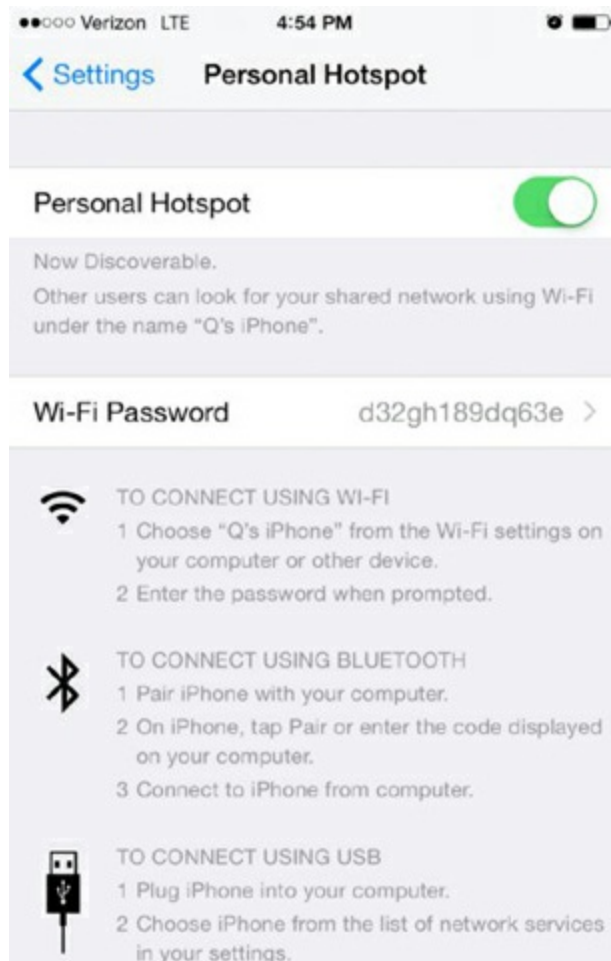 Verizon LTE 4:54 PM
Settings Personal Hotspot
Personal Hotspot
Now Discoverable.
Other users can look for your shared network using Wi-Fi
under the name “Q's iPhone”.
Wi-Fi Password d32gh189dq63e
TO CONNECT USING WI-FI
1 Choose “Q's iPhone” from the Wi-Fi settings on
your computer or other device.
2 Enter the password when prompted.
TO CONNECT USING BLUETOOTH
1 Pair iPhone with your computer.
2 On iPhone, tap Pair or enter the code displayed
on your computer.
3 Connect to iPhone from computer.
TO CONNECT USING USB
1 Plug iPhone into your computer.
2 Choose iPhone from the list of network services
in your settings.